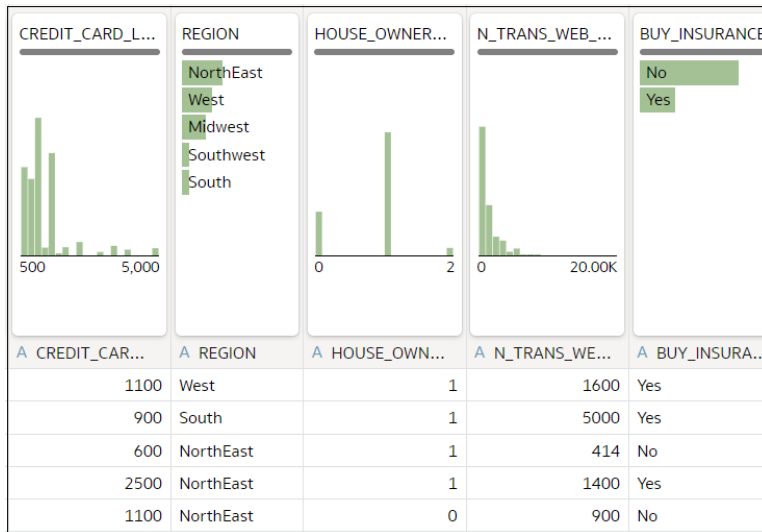 CREDIT_CARD_L... REGION HOUSE_OWNER... N_TRANS_WEB_... BUY_INSURANCE
NorthEast No
West Yes
Midwest
Southwest
South
500 5,000 0 2 0 20.00K
A CREDIT_CAR... A REGION A HOUSE_OWN... A N_TRANS_WE... A BUY_INSURA...
1100 West 1 1600 Yes
900 South 1 5000 Yes
600 NorthEast 1 414 No
2500 NorthEast 1 1400 Yes
1100 NorthEast 0 900 No